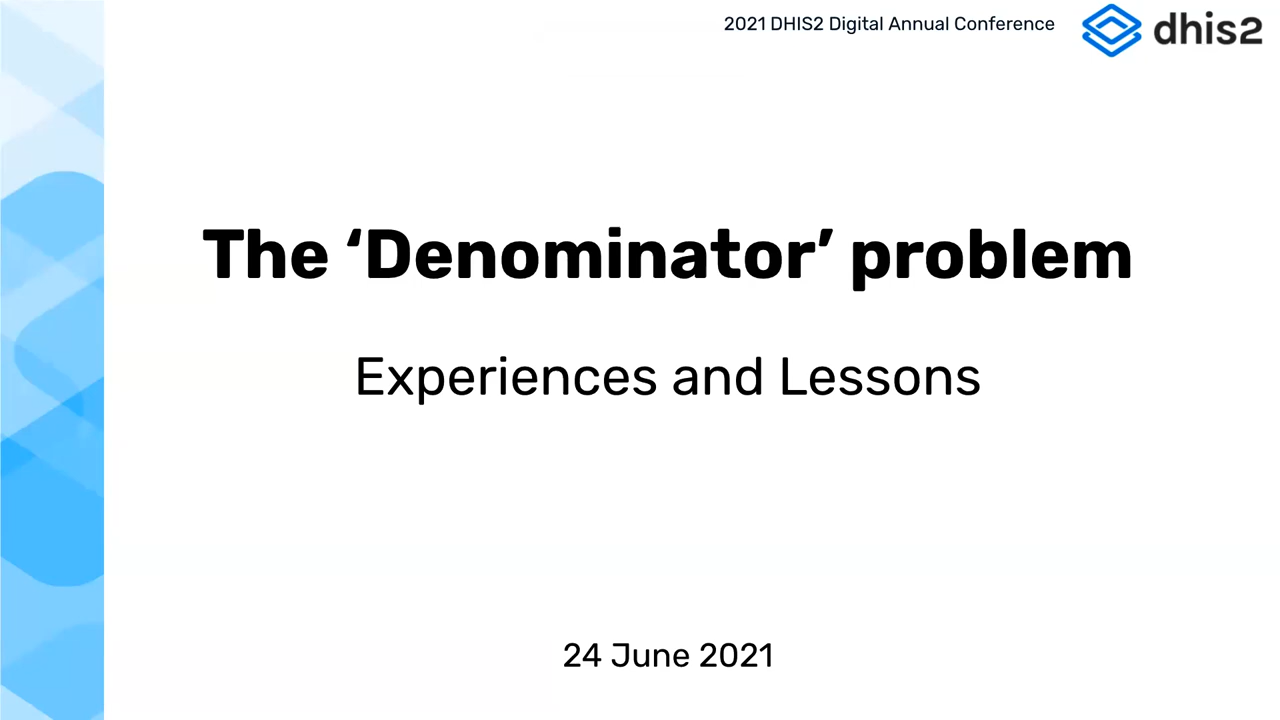 2021 DHIS2 Digital Annual Conference
dhis2
The ‘Denominator’ problem
Experiences and Lessons
24 June 2021